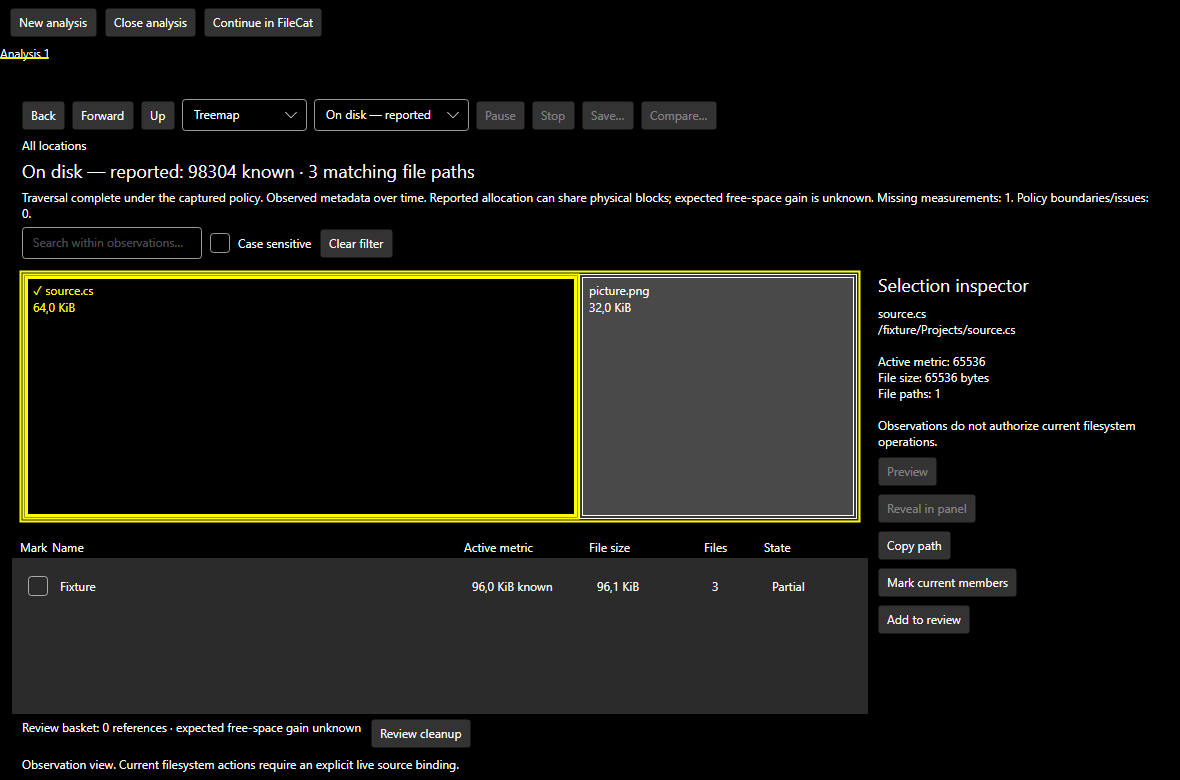 New analysis Close analysis Continue in FileCat
Analysis 1
Back Forward Up Treemap On disk — reported Pause Stop Save... Compare...
All locations
On disk — reported: 98304 known · 3 matching file paths
Traversal complete under the captured policy. Observed metadata over time. Reported allocation can share physical blocks; expected free-space gain is unknown. Missing measurements: 1. Policy boundaries/issues:
0.
Search within observations... Case sensitive Clear filter
✓ source.cs
64,0 KiB
picture.png
32,0 KiB
Selection inspector
source.cs
/fixture/Projects/source.cs
Active metric: 65536
File size: 65536 bytes
File paths: 1
Observations do not authorize current filesystem
operations.
Preview
Reveal in panel
Copy path
Mark current members
Add to review
Mark Name Active metric File size Files State
Fixture 96,0 KiB known 96,1 KiB 3 Partial
Review basket: 0 references · expected free-space gain unknown Review cleanup
Observation view. Current filesystem actions require an explicit live source binding.